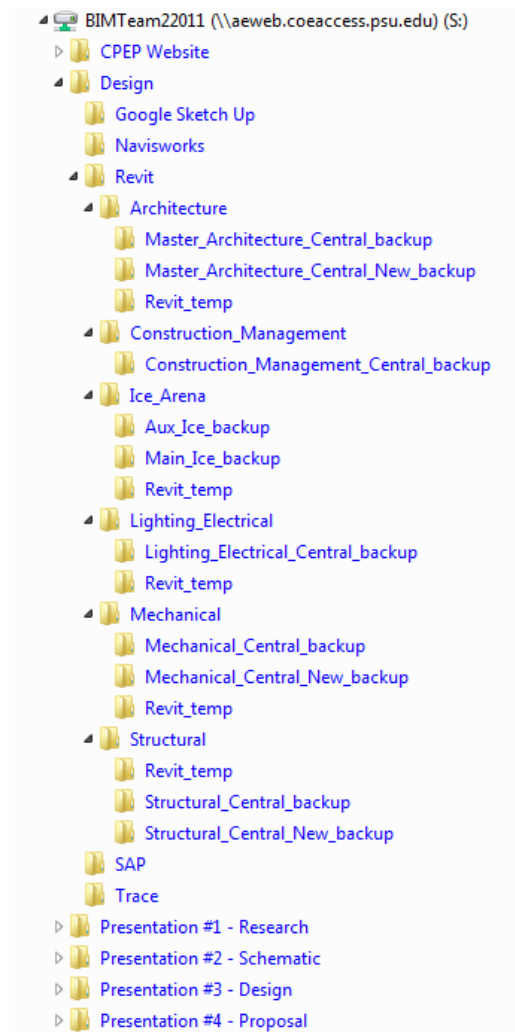 BIMTeam22011 (\\aeweb.coeaccess.psu.edu) (S:)
CPEP Website
Design
Google Sketch Up
Navisworks
Revit
Architecture
Master_Architecture_Central_backup
Master_Architecture_Central_New_backup
Revit_temp
Construction_Management
Construction_Management_Central_backup
Ice_Arena
Aux_Ice_backup
Main_Ice_backup
Revit_temp
Lighting_Electrical
Lighting_Electrical_Central_backup
Revit_temp
Mechanical
Mechanical_Central_backup
Mechanical_Central_New_backup
Revit_temp
Structural
Revit_temp
Structural_Central_backup
Structural_Central_New_backup
SAP
Trace
Presentation #1 - Research
Presentation #2 - Schematic
Presentation #3 - Design
Presentation #4 - Proposal